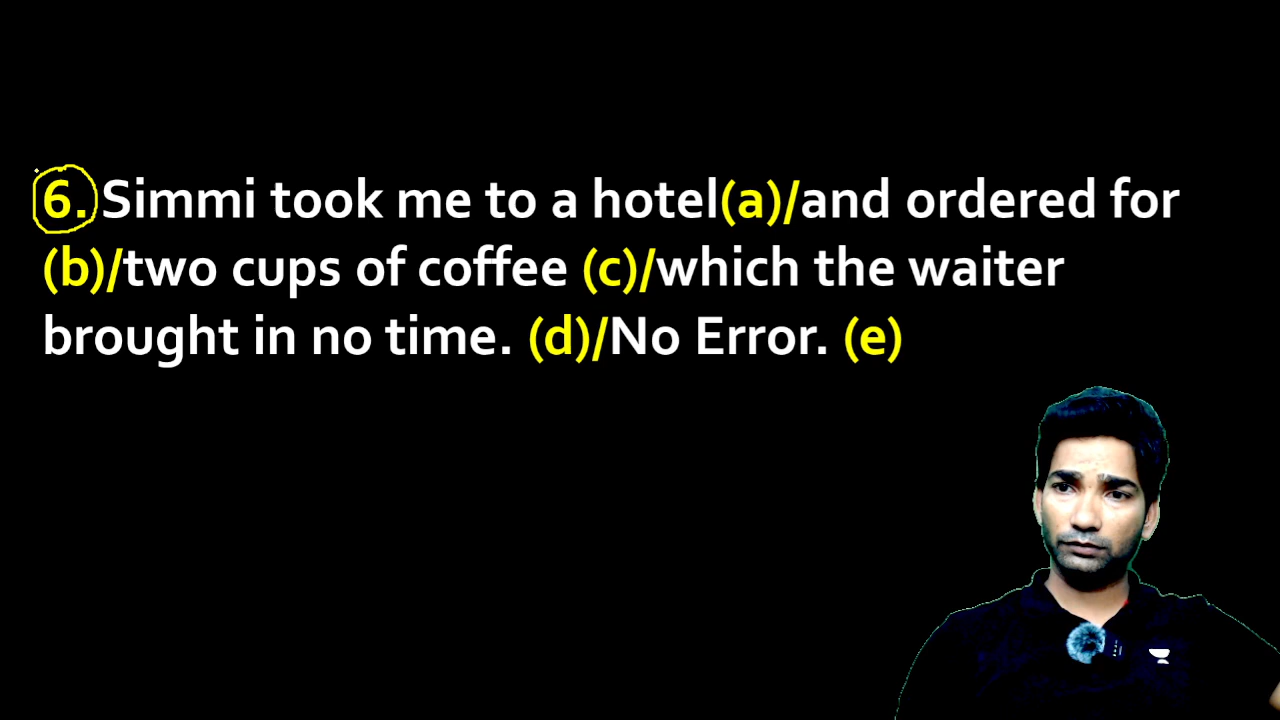 6. Simmi took me to a hotel(a)/and ordered for
(b)/two cups of coffee (c)/which the waiter
brought in no time. (d)/No Error. (e)